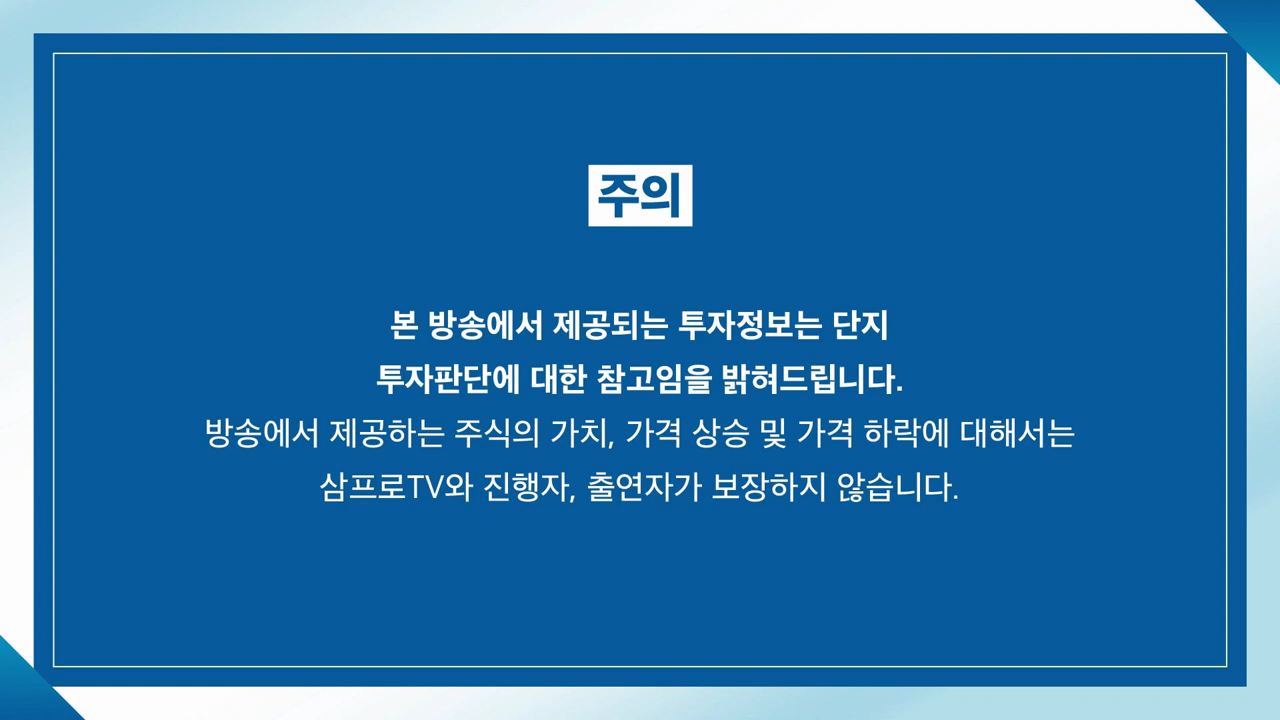 주의
본 방송에서 제공되는 투자정보는 단지
투자판단에 대한 참고임을 밝혀드립니다.
방송에서 제공하는 주식의 가치, 가격 상승 및 가격 하락에 대해서는
삼프로TV와 진행자, 출연자가 보장하지 않습니다.